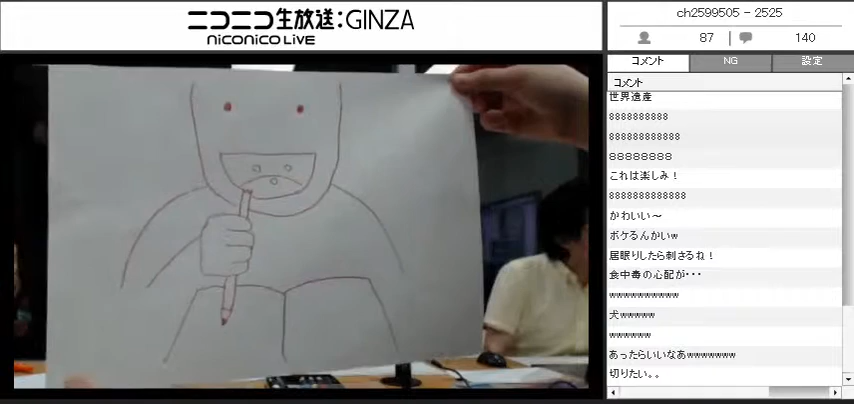 ニコニコ生放送:GINZA
niconico LiVE
ch2599505 - 2525
87 | 140
コメント NG 設定
コメント
世界遺産
8888888888
888888888888
88888888
これは楽しみ！
8888888888888
かわいい～
ボケるんかいw
居眠りしたら刺さるね！
食中毒の心配が・・・
wwwwwwwwww
犬wwwww
wwwwww
あったらいいなあwwwwwww
切りたい。。